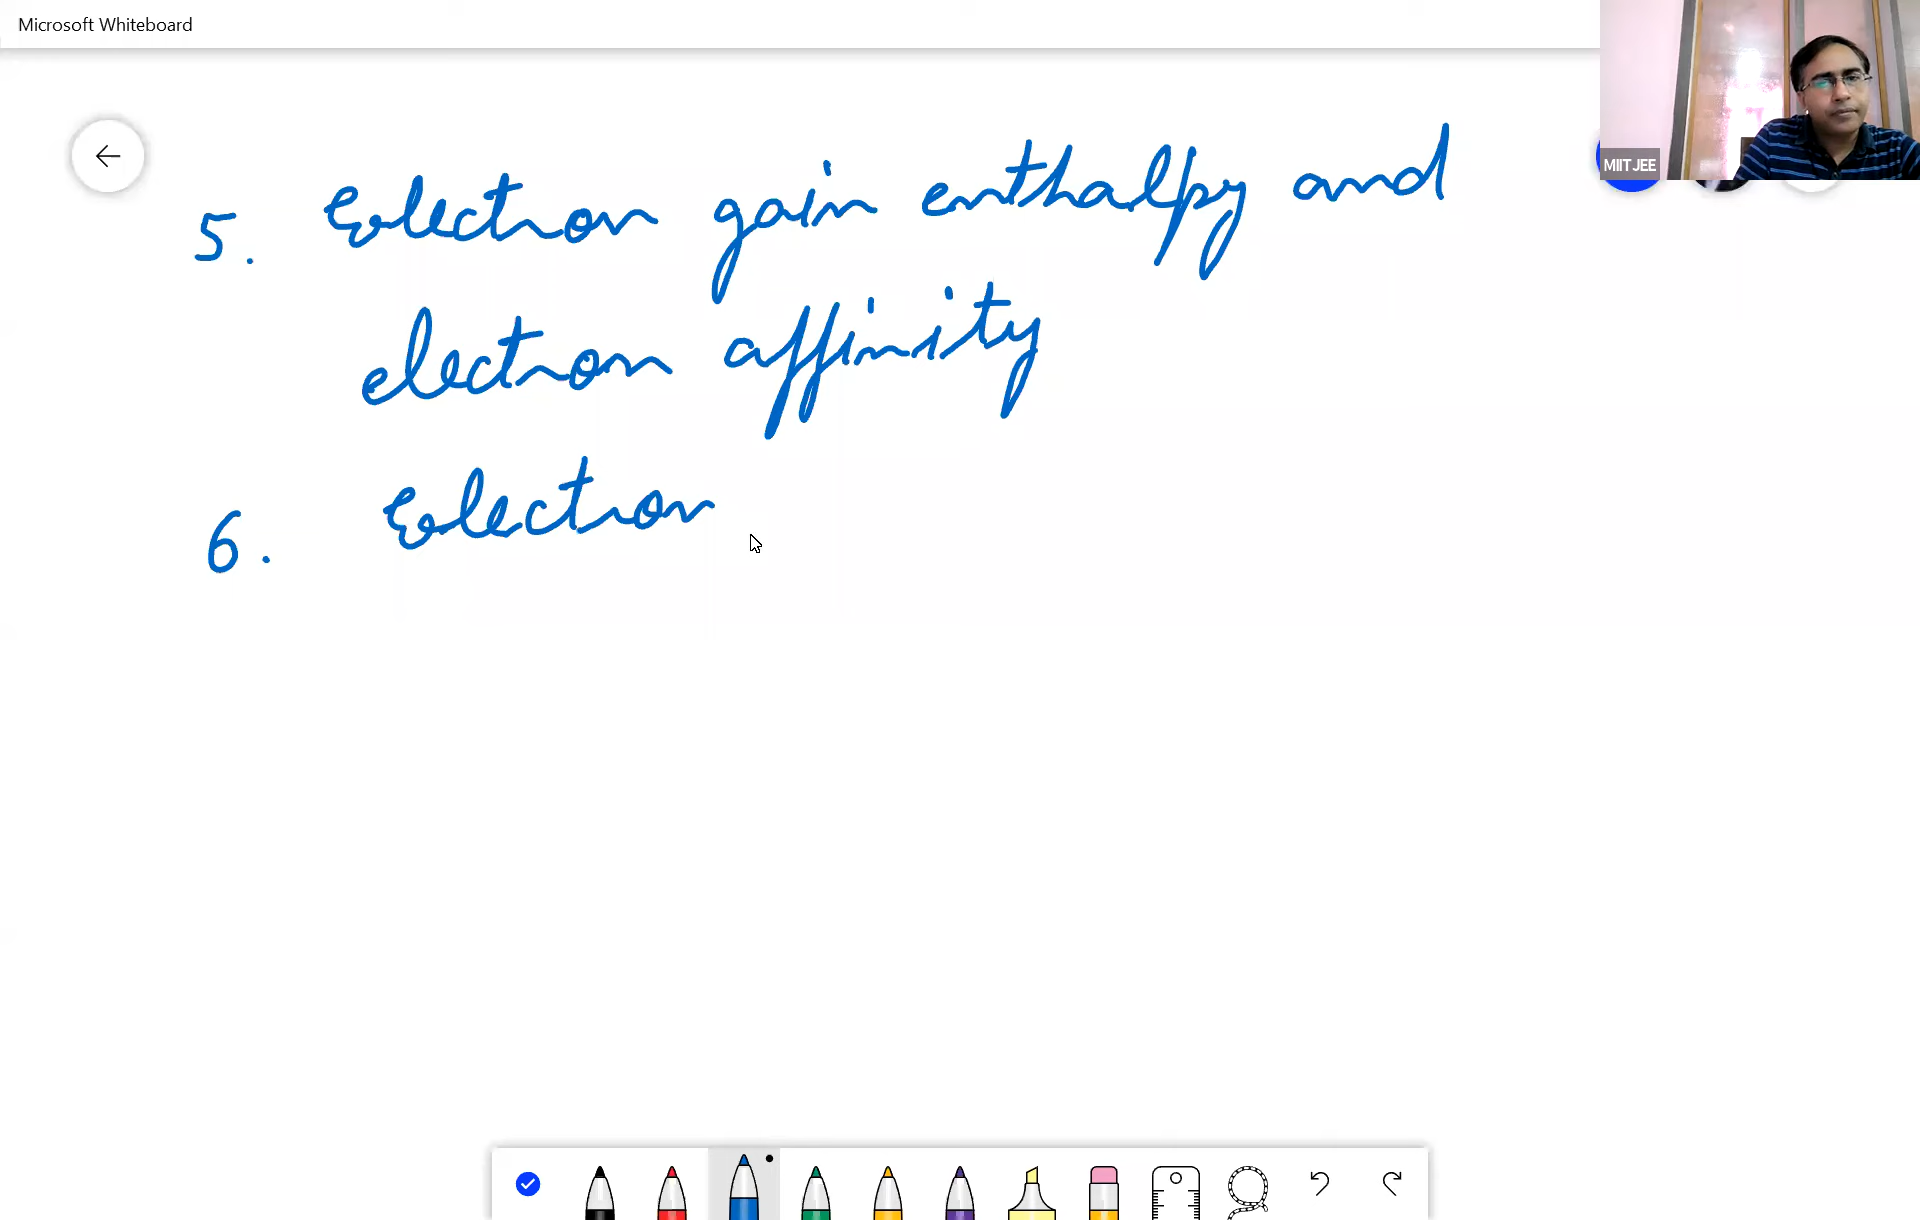 Microsoft Whiteboard
MIIT JEE
5. Electron gain enthalpy and
electron affinity
6. Electron